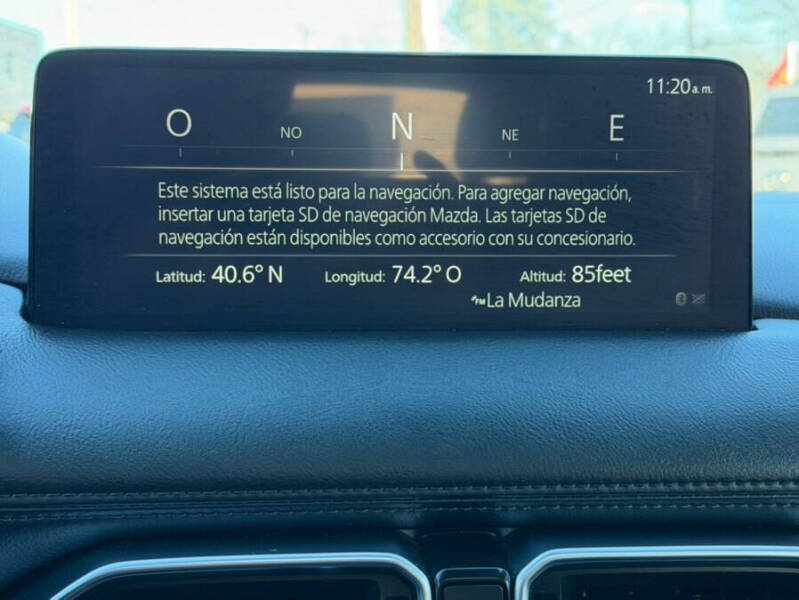 11:20 a. m.
O NO N NE E
Este sistema está listo para la navegación. Para agregar navegación,
insertar una tarjeta SD de navegación Mazda. Las tarjetas SD de
navegación están disponibles como accesorio con su concesionario.
Latitud: 40.6° N Longitud: 74.2° O Altitud: 85feet
FM La Mudanza